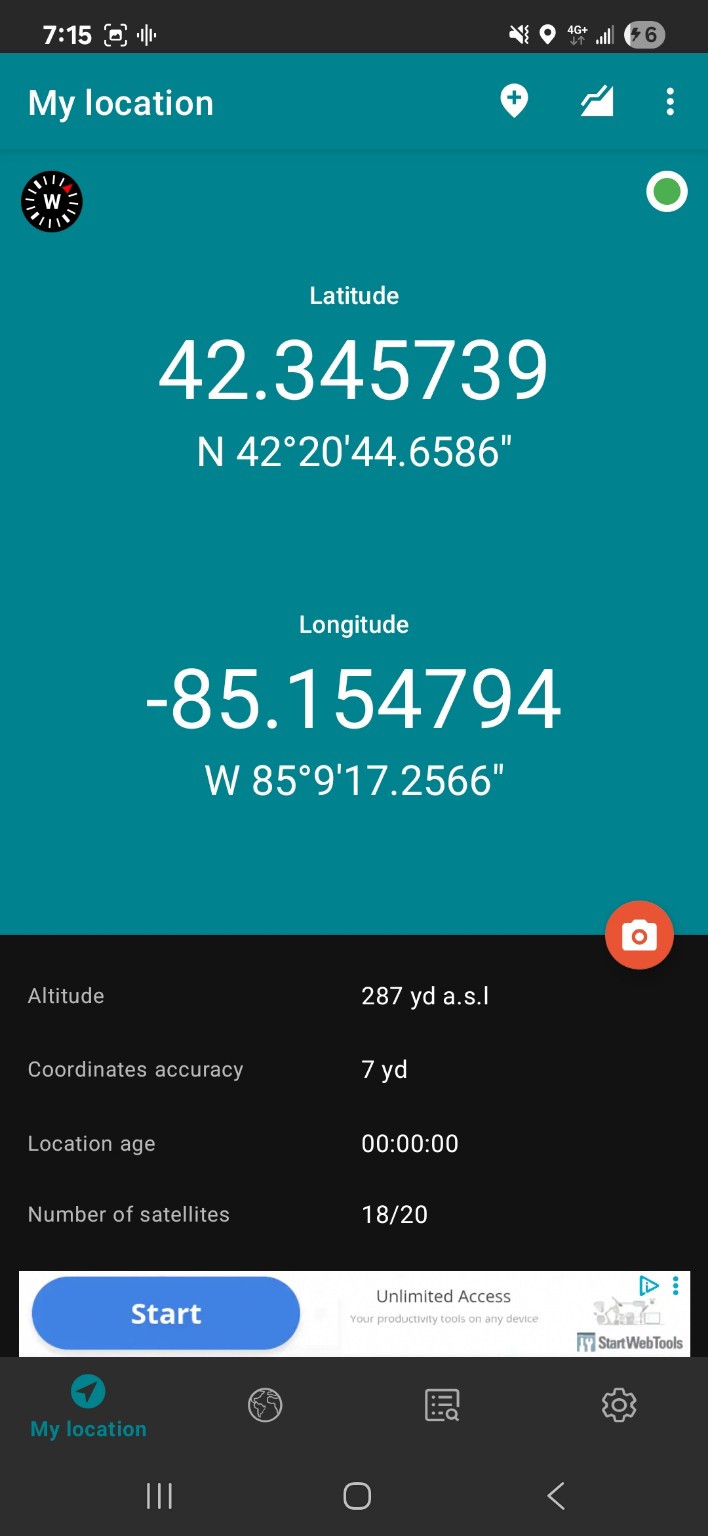 7:15
4G+
6
My location
W
Latitude
42.345739
N 42°20'44.6586"
Longitude
-85.154794
W 85°9'17.2566"
Altitude 287 yd a.s.l
Coordinates accuracy 7 yd
Location age 00:00:00
Number of satellites 18/20
Start
Unlimited Access
Your productivity tools on any device
StartWebTools
My location